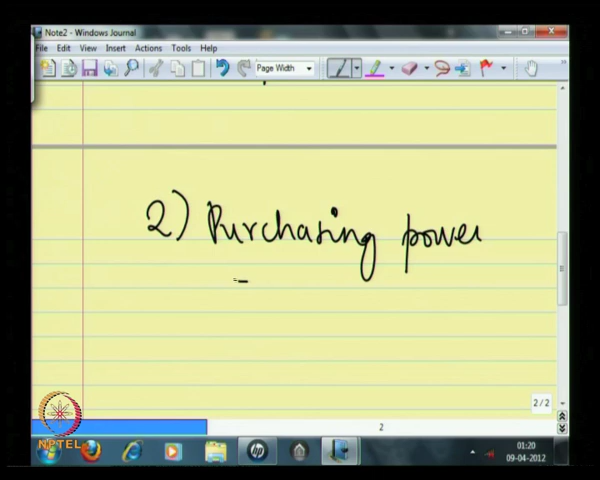 Note2 - Windows Journal
File Edit View Insert Actions Tools Help
Page Width
2) Purchasing power
2/2
2
NPTEL
hp
01:20
09-04-2012